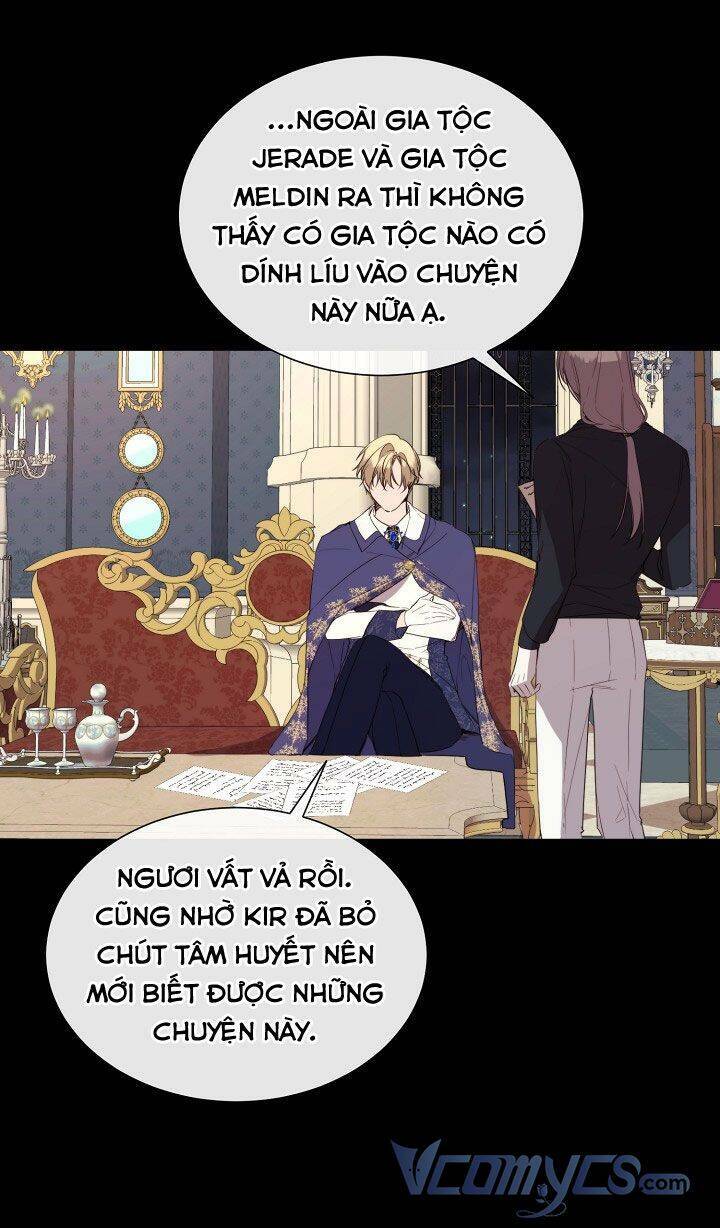 ...NGOÀI GIA TỘC
JERADE VÀ GIA TỘC
MELDIN RA THÌ KHÔNG
THẤY CÓ GIA TỘC NÀO CÓ
DÍNH LÍU VÀO CHUYỆN
NÀY NỮA Ạ.
NGƯƠI VẤT VẢ RỒI.
CŨNG NHỜ KIR ĐÃ BỎ
CHÚT TÂM HUYẾT NÊN
MỚI BIẾT ĐƯỢC NHỮNG
CHUYỆN NÀY.
VCOMYCS.com